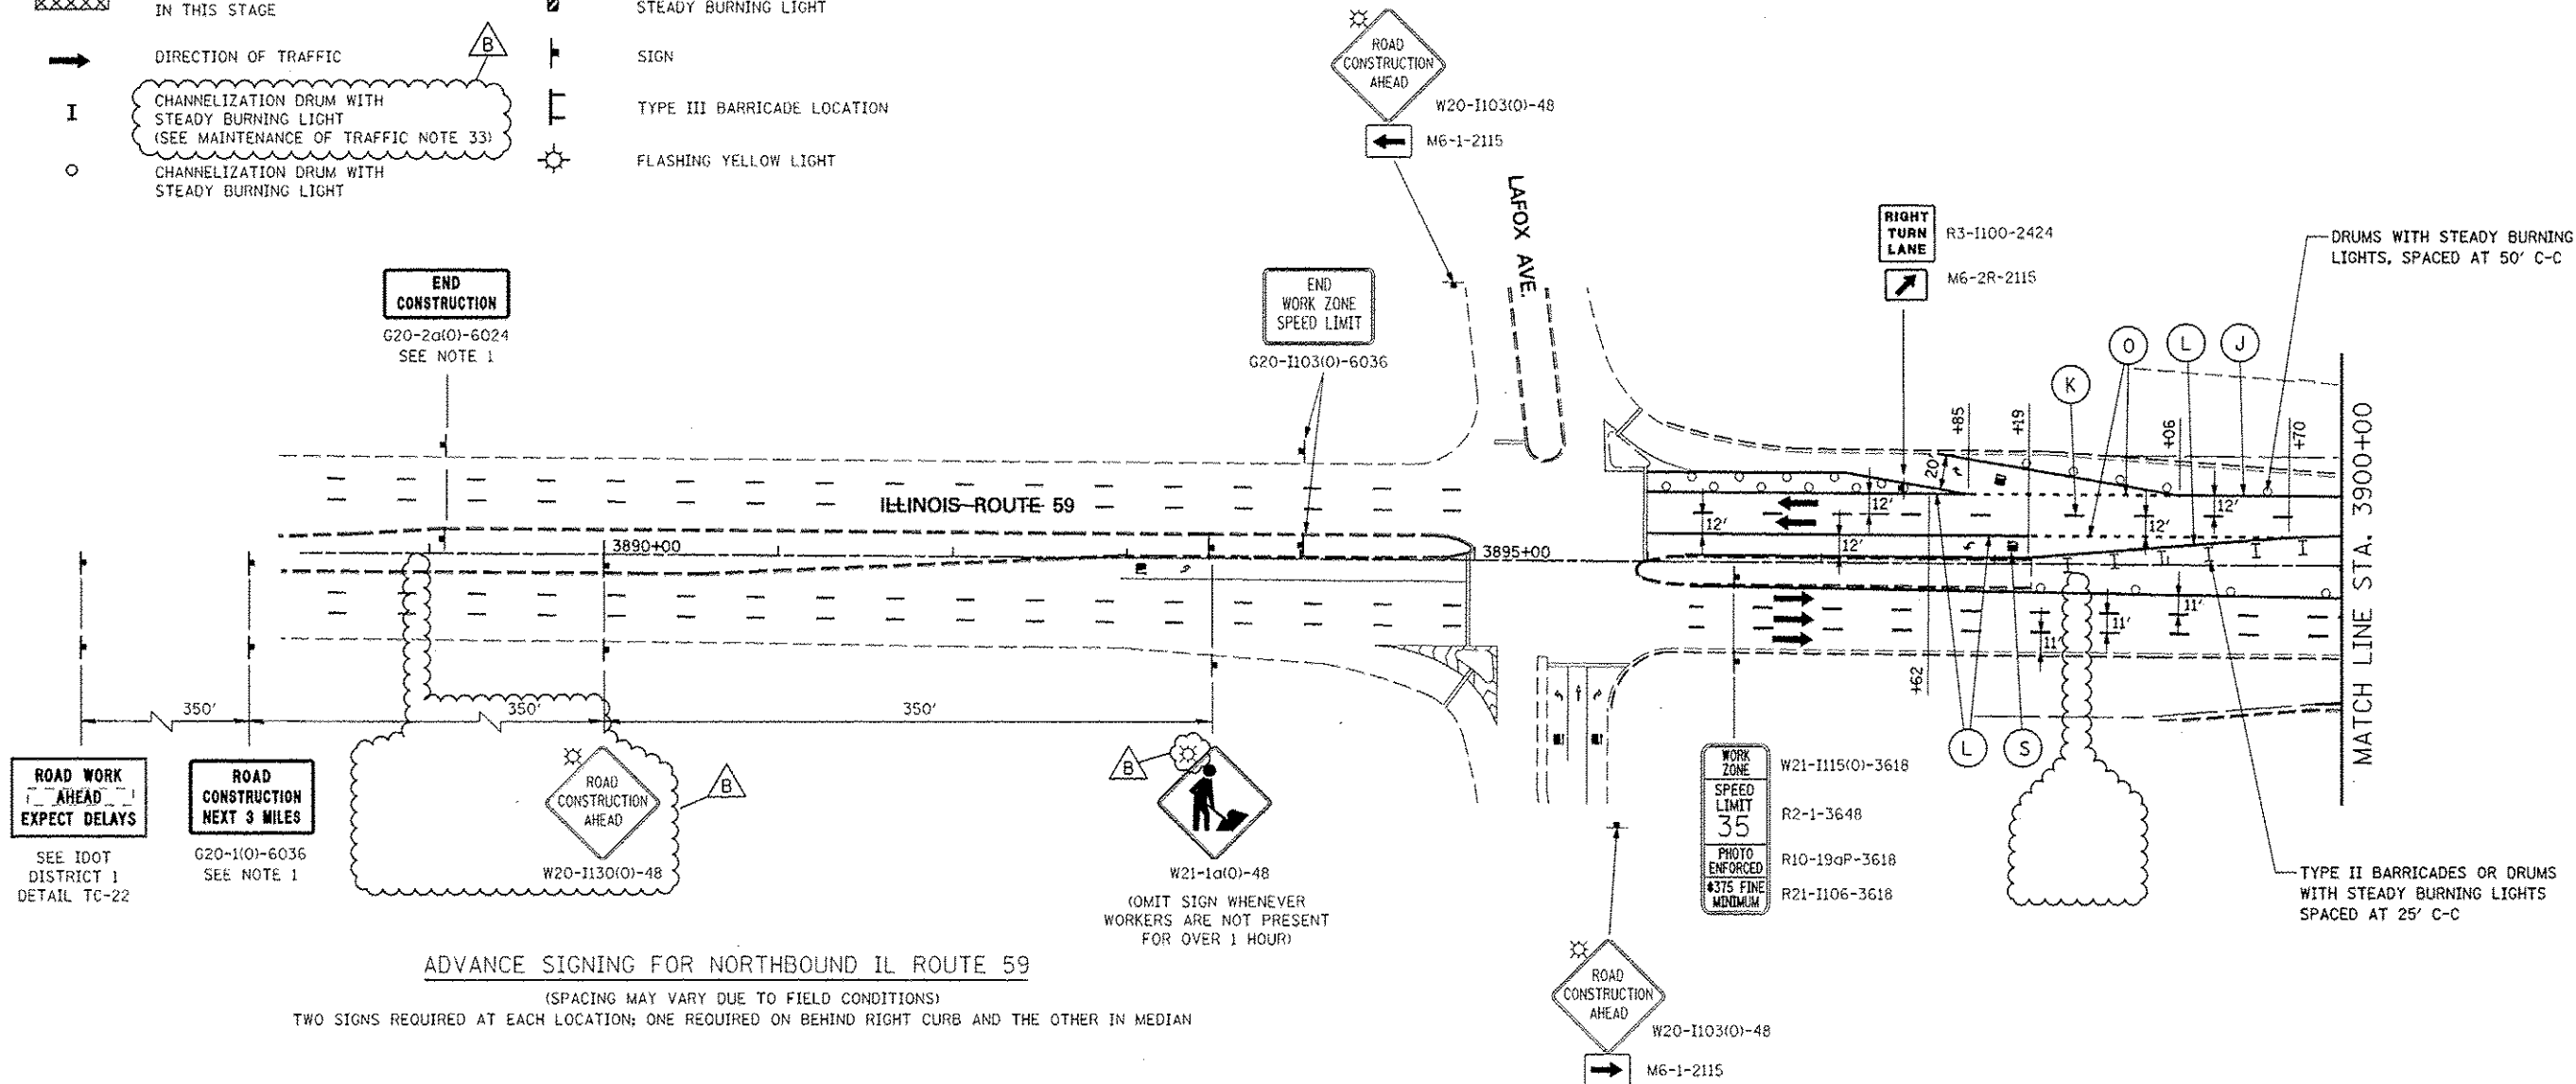 IN THIS STAGE
STEADY BURNING LIGHT
DIRECTION OF TRAFFIC
B
SIGN
I
CHANNELIZATION DRUM WITH
STEADY BURNING LIGHT
(SEE MAINTENANCE OF TRAFFIC NOTE 33)
TYPE III BARRICADE LOCATION
CHANNELIZATION DRUM WITH
STEADY BURNING LIGHT
FLASHING YELLOW LIGHT
ROAD
CONSTRUCTION
AHEAD
W20-I103(O)-48
M6-1-2115
LAFOX AVE.
RIGHT
TURN
LANE
R3-I100-2424
M6-2R-2115
DRUMS WITH STEADY BURNING
LIGHTS, SPACED AT 50' C-C
END
CONSTRUCTION
G20-2a(O)-6024
SEE NOTE 1
END
WORK ZONE
SPEED LIMIT
G20-I103(O)-6036
O
L
J
K
+85
+19
+06
+70
20'
12'
12'
12'
12'
12'
12'
ILLINOIS ROUTE 59
3890+00
3895+00
MATCH LINE STA. 3900+00
11'
11'
11'
+62
L
S
350'
350'
350'
ROAD WORK
AHEAD
EXPECT DELAYS
SEE IDOT
DISTRICT 1
DETAIL TC-22
ROAD
CONSTRUCTION
NEXT 3 MILES
G20-1(O)-6036
SEE NOTE 1
ROAD
CONSTRUCTION
AHEAD
W20-I130(O)-48
B
B
W21-1a(O)-48
(OMIT SIGN WHENEVER
WORKERS ARE NOT PRESENT
FOR OVER 1 HOUR)
WORK
ZONE
W21-I115(O)-3618
SPEED
LIMIT
35
R2-1-3648
PHOTO
ENFORCED
R10-19aP-3618
$375 FINE
MINIMUM
R21-I106-3618
TYPE II BARRICADES OR DRUMS
WITH STEADY BURNING LIGHTS
SPACED AT 25' C-C
ADVANCE SIGNING FOR NORTHBOUND IL ROUTE 59
(SPACING MAY VARY DUE TO FIELD CONDITIONS)
TWO SIGNS REQUIRED AT EACH LOCATION; ONE REQUIRED ON BEHIND RIGHT CURB AND THE OTHER IN MEDIAN
ROAD
CONSTRUCTION
AHEAD
W20-I103(O)-48
M6-1-2115